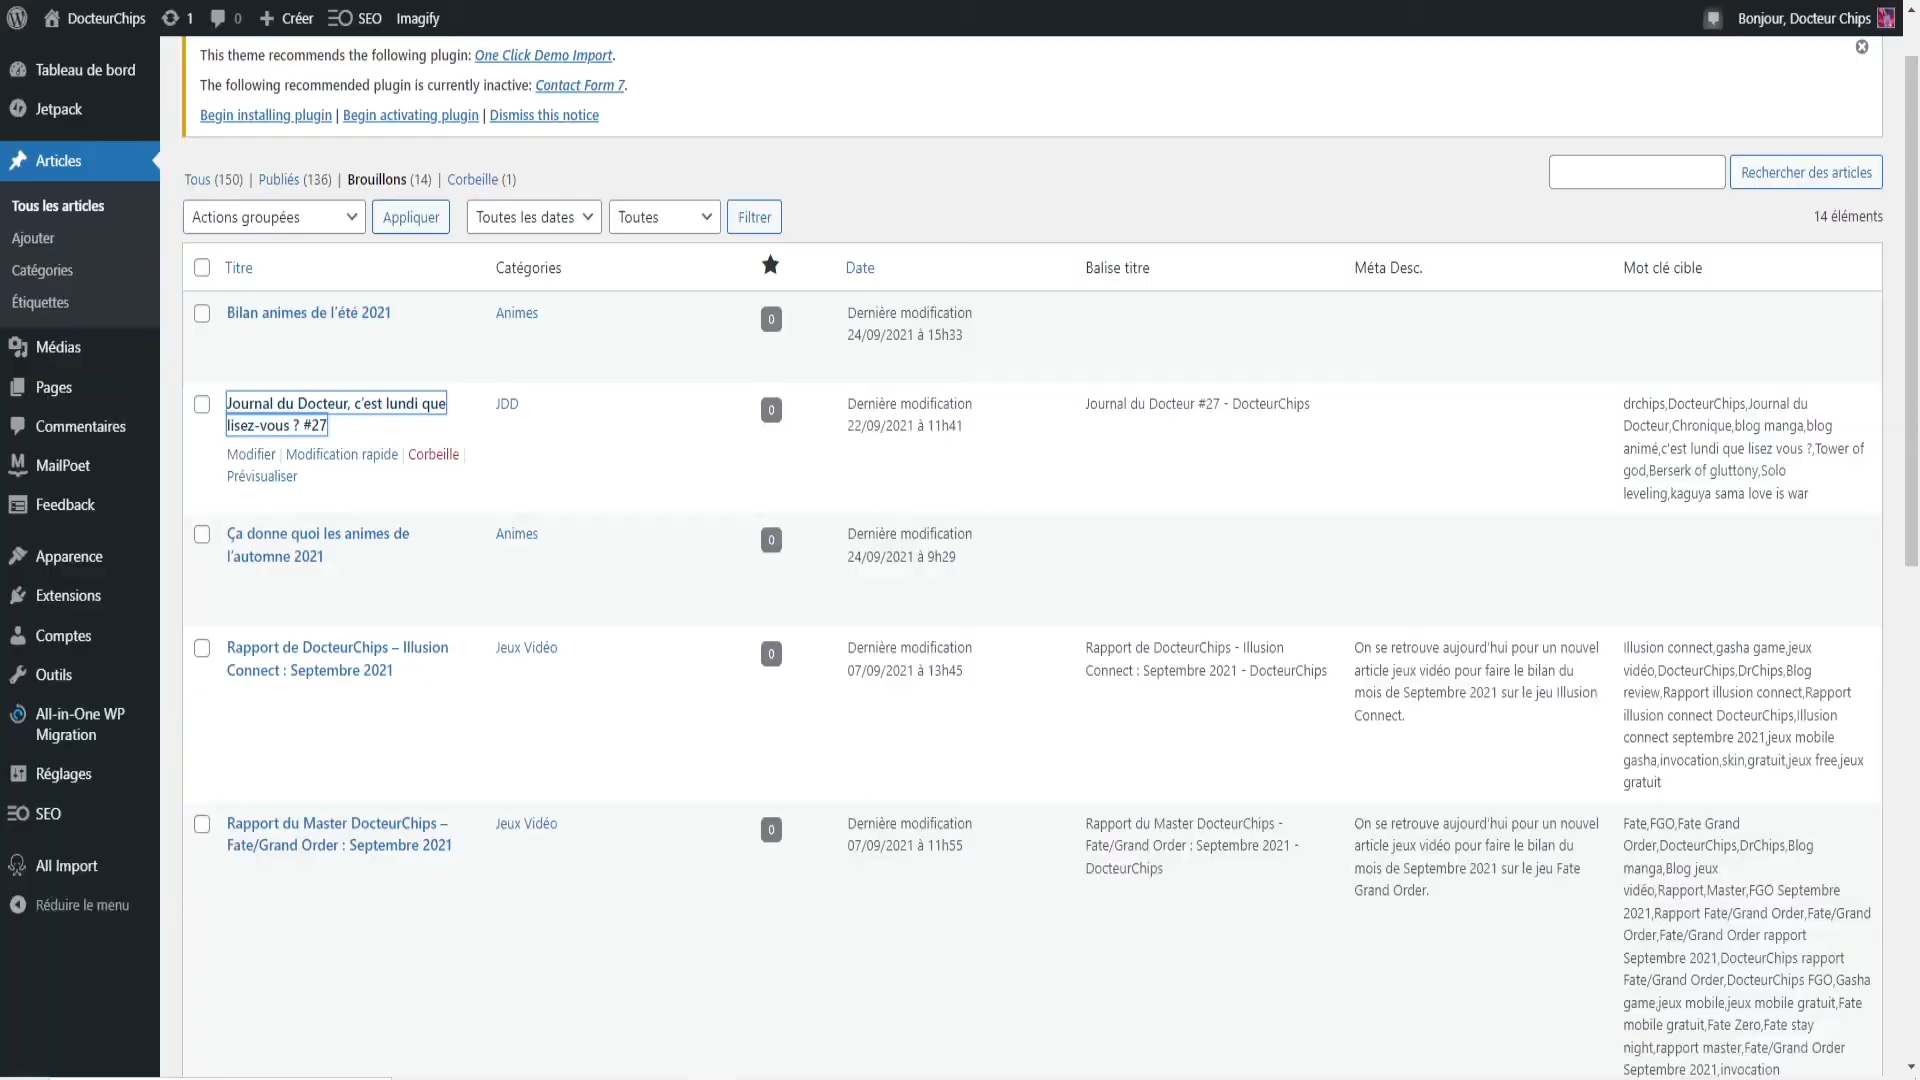 DocteurChips 1 0 Créer SEO Imagify Bonjour, Docteur Chips
Tableau de bord
Jetpack
Articles
Tous les articles
Ajouter
Catégories
Étiquettes
Médias
Pages
Commentaires
MailPoet
Feedback
Apparence
Extensions
Comptes
Outils
All-in-One WP
Migration
Réglages
SEO
All Import
Réduire le menu
This theme recommends the following plugin: One Click Demo Import.
The following recommended plugin is currently inactive: Contact Form 7.
Begin installing plugin | Begin activating plugin | Dismiss this notice
Tous (150) | Publiés (136) | Brouillons (14) | Corbeille (1)
Rechercher des articles
Actions groupées Appliquer Toutes les dates Toutes Filtrer
14 éléments
Titre Catégories Date Balise titre Méta Desc. Mot clé cible
Bilan animes de l'été 2021
Animes
0
Dernière modification
24/09/2021 à 15h33
Journal du Docteur, c'est lundi que
lisez-vous ? #27
Modifier | Modification rapide | Corbeille |
Prévisualiser
JDD
0
Dernière modification
22/09/2021 à 11h41
Journal du Docteur #27 - DocteurChips
drchips,DocteurChips,Journal du
Docteur,Chronique,blog manga,blog
animé,c'est lundi que lisez vous ?,Tower of
god,Berserk of gluttony,Solo
leveling,kaguya sama love is war
Ça donne quoi les animes de
l'automne 2021
Animes
0
Dernière modification
24/09/2021 à 9h29
Rapport de DocteurChips – Illusion
Connect : Septembre 2021
Jeux Vidéo
0
Dernière modification
07/09/2021 à 13h45
Rapport de DocteurChips - Illusion
Connect : Septembre 2021 - DocteurChips
On se retrouve aujourd'hui pour un nouvel
article jeux vidéo pour faire le bilan du
mois de Septembre 2021 sur le jeu Illusion
Connect.
Illusion connect,gasha game,jeux
vidéo,DocteurChips,DrChips,Blog
review,Rapport illusion connect,Rapport
illusion connect DocteurChips,Illusion
connect septembre 2021,jeux mobile
gasha,invocation,skin,gratuit,jeux free,jeux
gratuit
Rapport du Master DocteurChips –
Fate/Grand Order : Septembre 2021
Jeux Vidéo
0
Dernière modification
07/09/2021 à 11h55
Rapport du Master DocteurChips -
Fate/Grand Order : Septembre 2021 -
DocteurChips
On se retrouve aujourd'hui pour un nouvel
article jeux vidéo pour faire le bilan du
mois de Septembre 2021 sur le jeu Fate
Grand Order.
Fate,FGO,Fate Grand
Order,DocteurChips,DrChips,Blog
manga,Blog jeux
vidéo,Rapport,Master,FGO Septembre
2021,Rapport Fate/Grand Order,Fate/Grand
Order,Fate/Grand Order rapport
Septembre 2021,DocteurChips rapport
Fate/Grand Order,DocteurChips FGO,Gasha
game,jeux mobile,jeux mobile gratuit,Fate
mobile gratuit,Fate Zero,Fate stay
night,rapport master,Fate/Grand Order
Septembre 2021,invocation